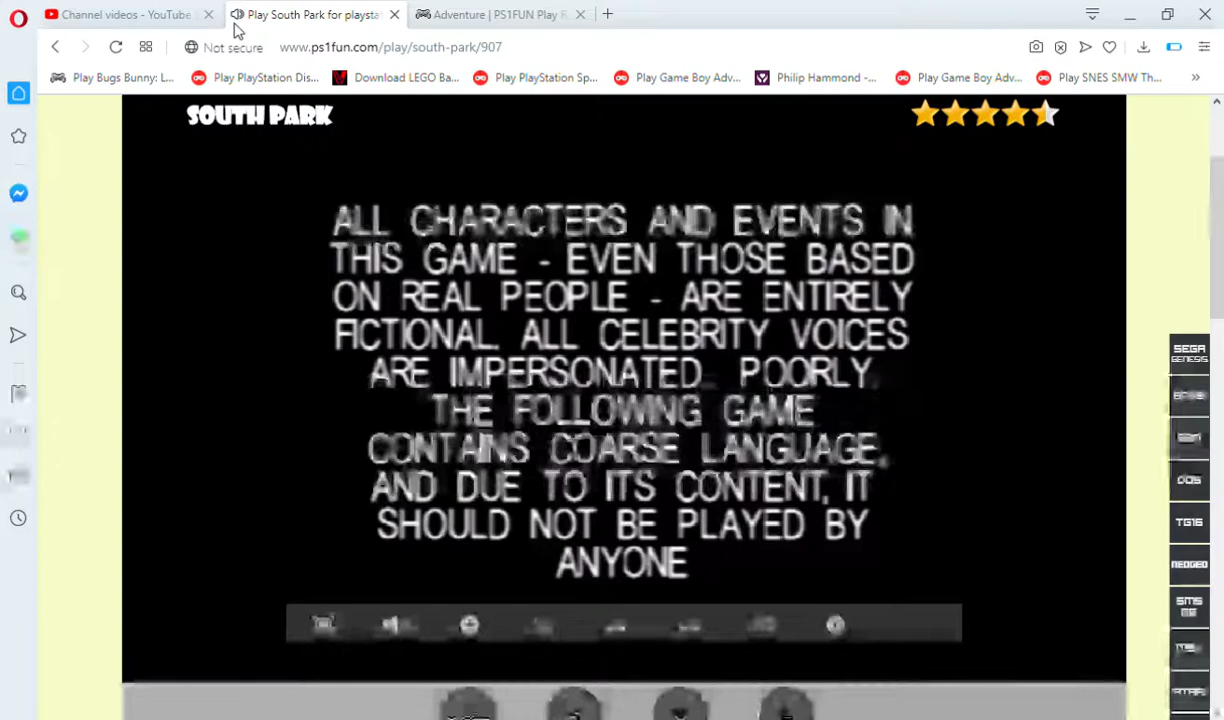 Channel videos - YouTube
Play South Park for playsta
Adventure | PS1FUN Play R
Not secure
www.ps1fun.com/play/south-park/907
Play Bugs Bunny: L...
Play PlayStation Dis...
Download LEGO Ba...
Play PlayStation Sp...
Play Game Boy Adv...
Philip Hammond -...
Play Game Boy Adv...
Play SNES SMW Th...
SOUTH PARK
ALL CHARACTERS AND EVENTS IN
THIS GAME - EVEN THOSE BASED
ON REAL PEOPLE - ARE ENTIRELY
FICTIONAL. ALL CELEBRITY VOICES
ARE IMPERSONATED POORLY.
THE FOLLOWING GAME
CONTAINS COARSE LANGUAGE,
AND DUE TO ITS CONTENT, IT
SHOULD NOT BE PLAYED BY
ANYONE
SEGA
GENESIS
DOS
TG16
NEOGEO
SMS
ATARI